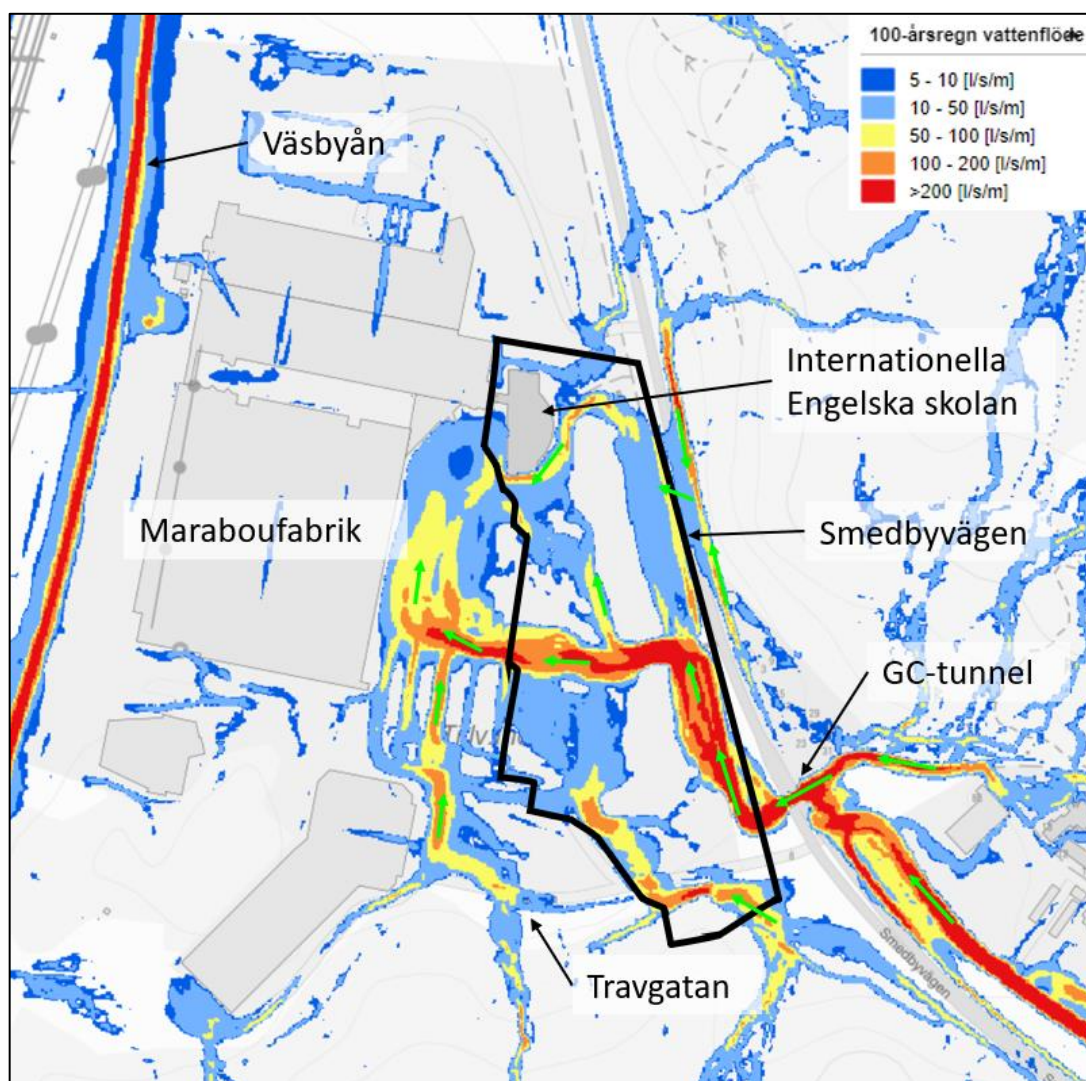 100-årsregn vattenflöde
5 - 10 [l/s/m]
10 - 50 [l/s/m]
50 - 100 [l/s/m]
100 - 200 [l/s/m]
>200 [l/s/m]
Väsbyån
Internationella
Engelska skolan
Maraboufabrik
Smedbyvägen
GC-tunnel
Travgatan
Smedbyvägen